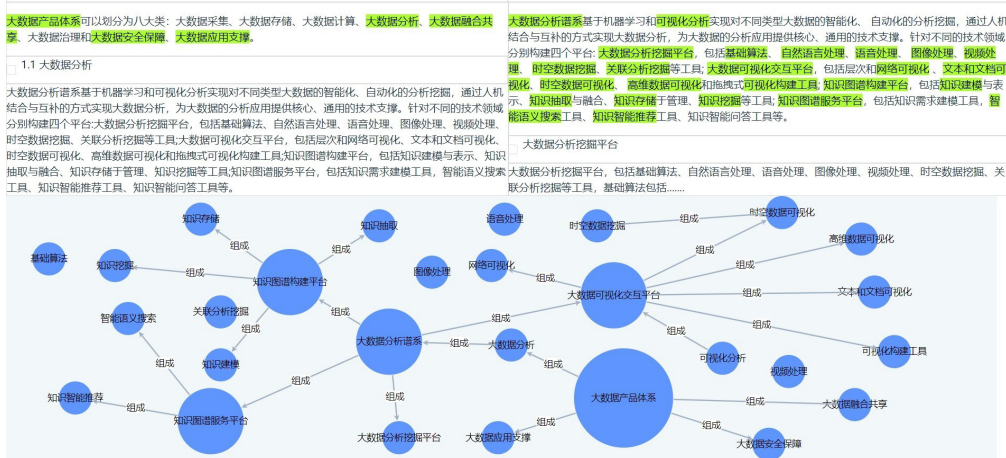 大数据产品体系可以划分为八大类：大数据采集、大数据存储、大数据计算、大数据分析、大数据融合共
享、大数据治理和大数据安全保障、大数据应用支撑。
1.1 大数据分析
大数据分析谱系基于机器学习和可视化分析实现对不同类型大数据的智能化、自动化的分析挖掘，通过人机
结合与互补的方式实现大数据分析，为大数据的分析应用提供核心、通用的技术支撑。针对不同的技术领域
分别构建四个平台:大数据分析挖掘平台，包括基础算法、自然语言处理、语音处理、图像处理、视频处理、
时空数据挖掘、关联分析挖掘等工具;大数据可视化交互平台，包括层次和网络可视化、文本和文档可视化、
时空数据可视化、高维数据可视化和拖拽式可视化构建工具;知识图谱构建平台，包括知识建模与表示、知识
抽取与融合、知识存储于管理、知识挖掘等工具;知识图谱服务平台，包括知识需求建模工具，智能语义搜索
工具、知识智能推荐工具、知识智能问答工具等。
大数据分析谱系基于机器学习和可视化分析实现对不同类型大数据的智能化、 自动化的分析挖掘，通过人机
结合与互补的方式实现大数据分析，为大数据的分析应用提供核心、通用的技术支撑。针对不同的技术领域
分别构建四个平台: 大数据分析挖掘平台，包括基础算法、 自然语言处理、 语音处理、 图像处理、 视频处
理、 时空数据挖掘、关联分析挖掘等工具; 大数据可视化交互平台，包括层次和网络可视化 、文本和文档可
视化、 时空数据可视化、 高维数据可视化和拖拽式可视化构建工具; 知识图谱构建平台，包括知识建模与表
示、知识抽取与融合、知识存储于管理、知识挖掘等工具; 知识图谱服务平台，包括知识需求建模工具，智
能语义搜索工具、知识智能推荐工具、知识智能问答工具等。
大数据分析挖掘平台
大数据分析挖掘平台，包括基础算法、自然语言处理、语音处理、图像处理、视频处理、时空数据挖掘、关
联分析挖掘等工具，基础算法包括.......
知识存储
知识抽取
语音处理
时空数据挖掘
组成
时空数据可视化
组成
组成
组成
高维数据可视化
基础算法
知识挖掘
组成
知识图谱构建平台
图像处理
网络可视化
组成
组成
大数据可视化交互平台
组成
文本和文档可视化
智能语义搜索
关联分析挖掘
组成
组成
组成
组成
组成
大数据分析谱系
组成
大数据分析
可视化分析
可视化构建工具
组成
知识建模
组成
组成
视频处理
知识智能推荐
组成
组成
大数据产品体系
组成
大数据融合共享
知识图谱服务平台
大数据分析挖掘平台
大数据应用支撑
组成
组成
大数据安全保障